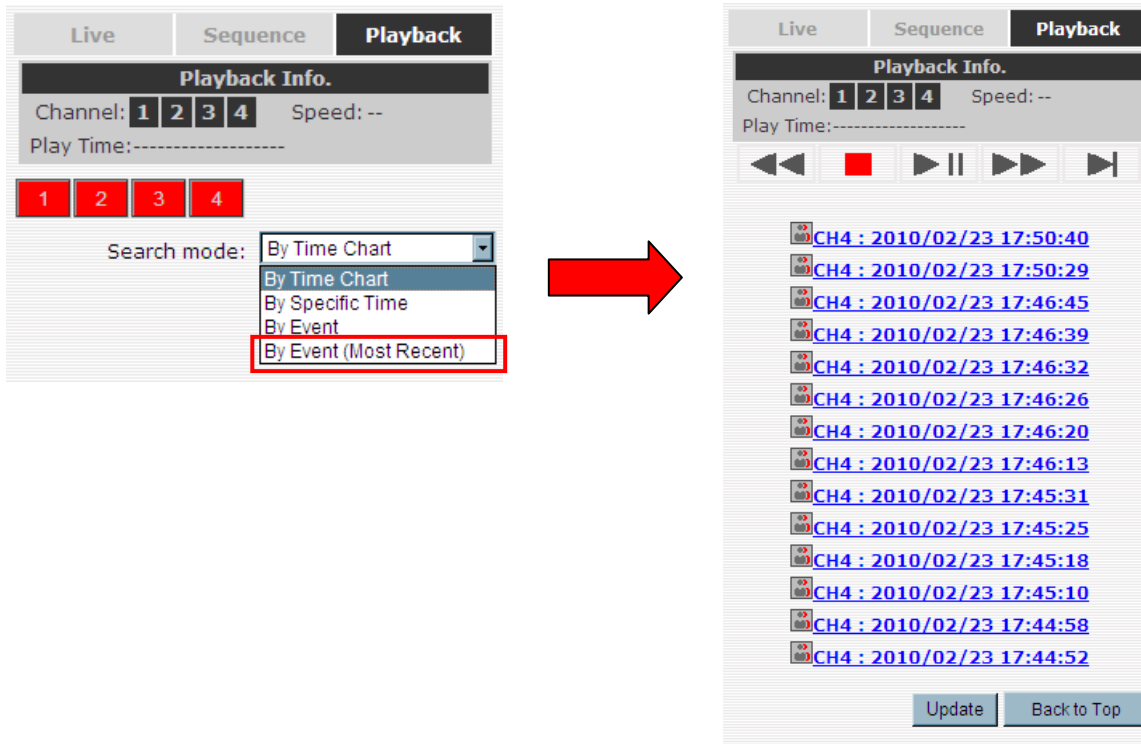 Live Sequence Playback
Playback Info.
Channel: 1 2 3 4 Speed: --
Play Time:-------------------
1 2 3 4
Search mode: By Time Chart
By Time Chart
By Specific Time
By Event
By Event (Most Recent)
Live Sequence Playback
Playback Info.
Channel: 1 2 3 4 Speed: --
Play Time:-------------------
CH4 : 2010/02/23 17:50:40
CH4 : 2010/02/23 17:50:29
CH4 : 2010/02/23 17:46:45
CH4 : 2010/02/23 17:46:39
CH4 : 2010/02/23 17:46:32
CH4 : 2010/02/23 17:46:26
CH4 : 2010/02/23 17:46:20
CH4 : 2010/02/23 17:46:13
CH4 : 2010/02/23 17:45:31
CH4 : 2010/02/23 17:45:25
CH4 : 2010/02/23 17:45:18
CH4 : 2010/02/23 17:45:10
CH4 : 2010/02/23 17:44:58
CH4 : 2010/02/23 17:44:52
Update Back to Top